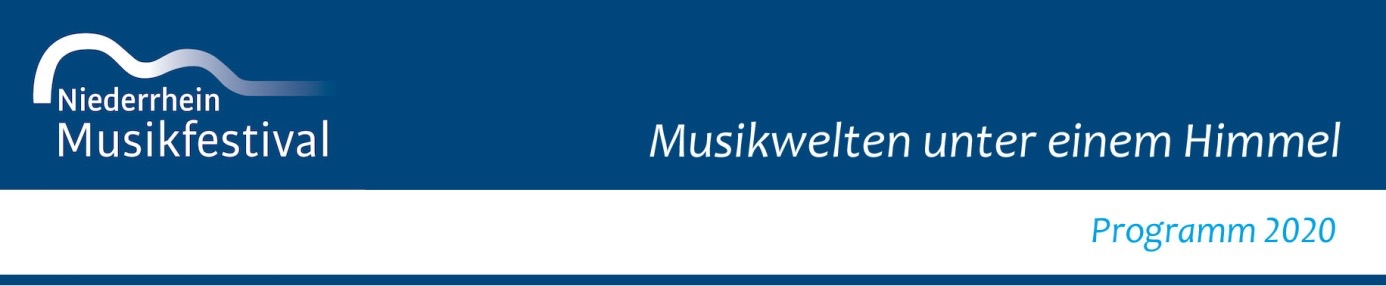 Niederrhein
Musikfestival
Musikwelten unter einem Himmel
Programm 2020